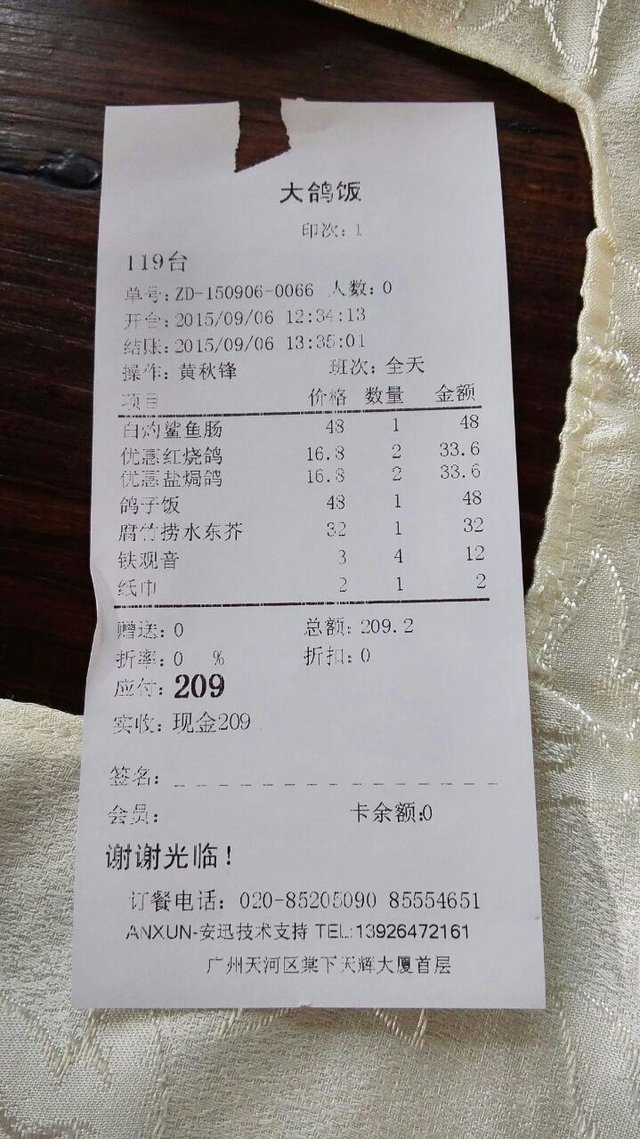 大鸽饭
印次: 1
119台
单号: ZD-150906-0066 人数: 0
开台: 2015/09/06 12:34:13
结账: 2015/09/06 13:35:01
操作: 黄秋锋 班次: 全天
项目 价格 数量 金额
白灼鲨鱼肠 48 1 48
优惠红烧鸽 16.8 2 33.6
优惠盐焗鸽 16.8 2 33.6
鸽子饭 48 1 48
腐竹捞水东芥 32 1 32
铁观音 3 4 12
纸巾 2 1 2
赠送: 0 总额: 209.2
折率: 0 % 折扣: 0
应付: 209
实收: 现金209
签名:
会员: 卡余额:0
谢谢光临!
订餐电话: 020-85205090 85554651
ANXUN-安迅技术支持 TEL:13926472161
广州天河区棠下天辉大厦首层